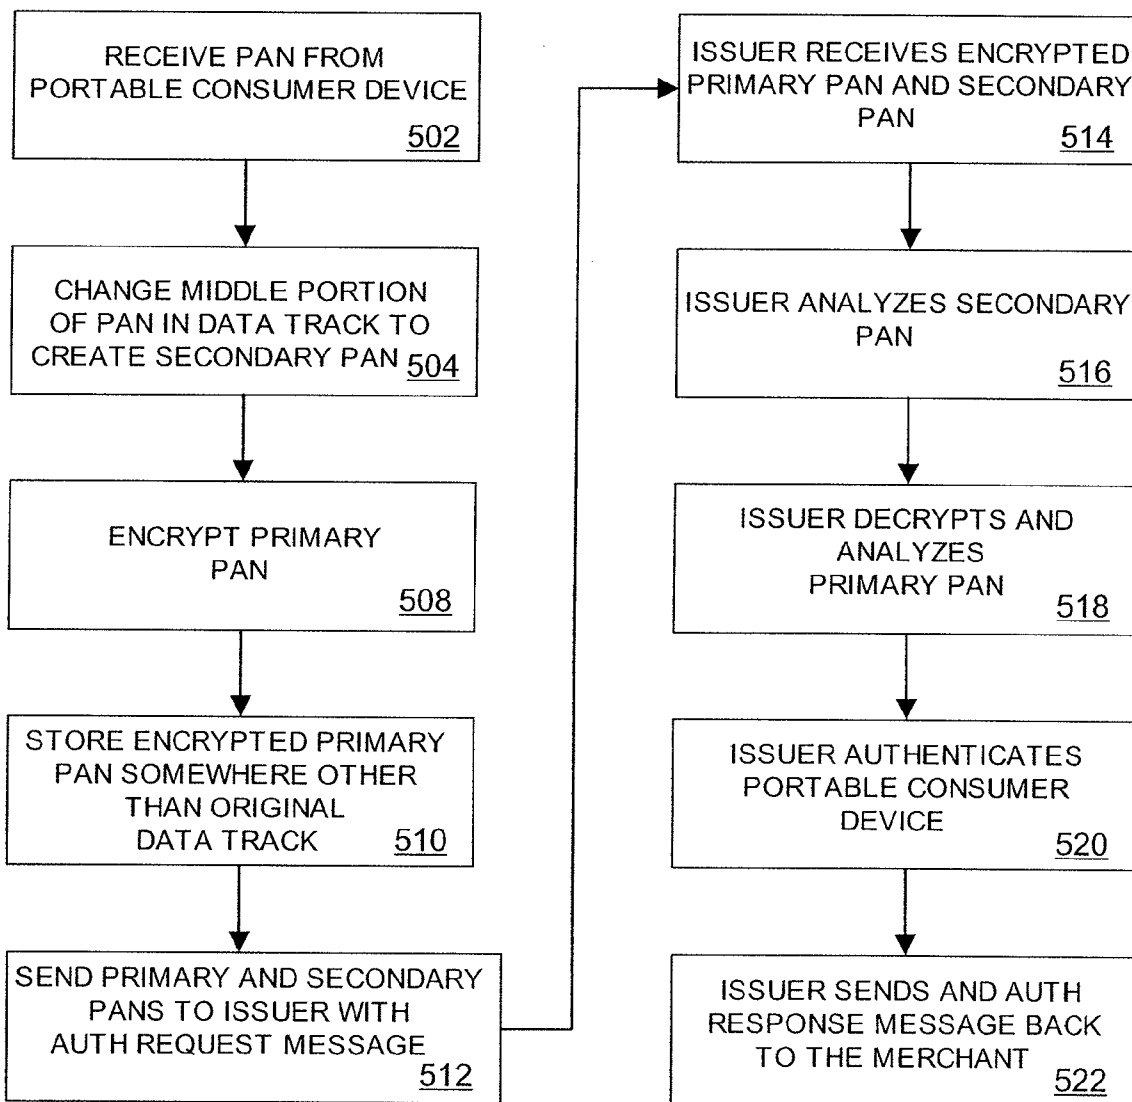 RECEIVE PAN FROM
PORTABLE CONSUMER DEVICE
502
CHANGE MIDDLE PORTION
OF PAN IN DATA TRACK TO
CREATE SECONDARY PAN 504
ENCRYPT PRIMARY
PAN
508
STORE ENCRYPTED PRIMARY
PAN SOMEWHERE OTHER
THAN ORIGINAL
DATA TRACK 510
SEND PRIMARY AND SECONDARY
PANS TO ISSUER WITH
AUTH REQUEST MESSAGE
512
ISSUER RECEIVES ENCRYPTED
PRIMARY PAN AND SECONDARY
PAN
514
ISSUER ANALYZES SECONDARY
PAN
516
ISSUER DECRYPTS AND
ANALYZES
PRIMARY PAN
518
ISSUER AUTHENTICATES
PORTABLE CONSUMER
DEVICE
520
ISSUER SENDS AND AUTH
RESPONSE MESSAGE BACK
TO THE MERCHANT
522